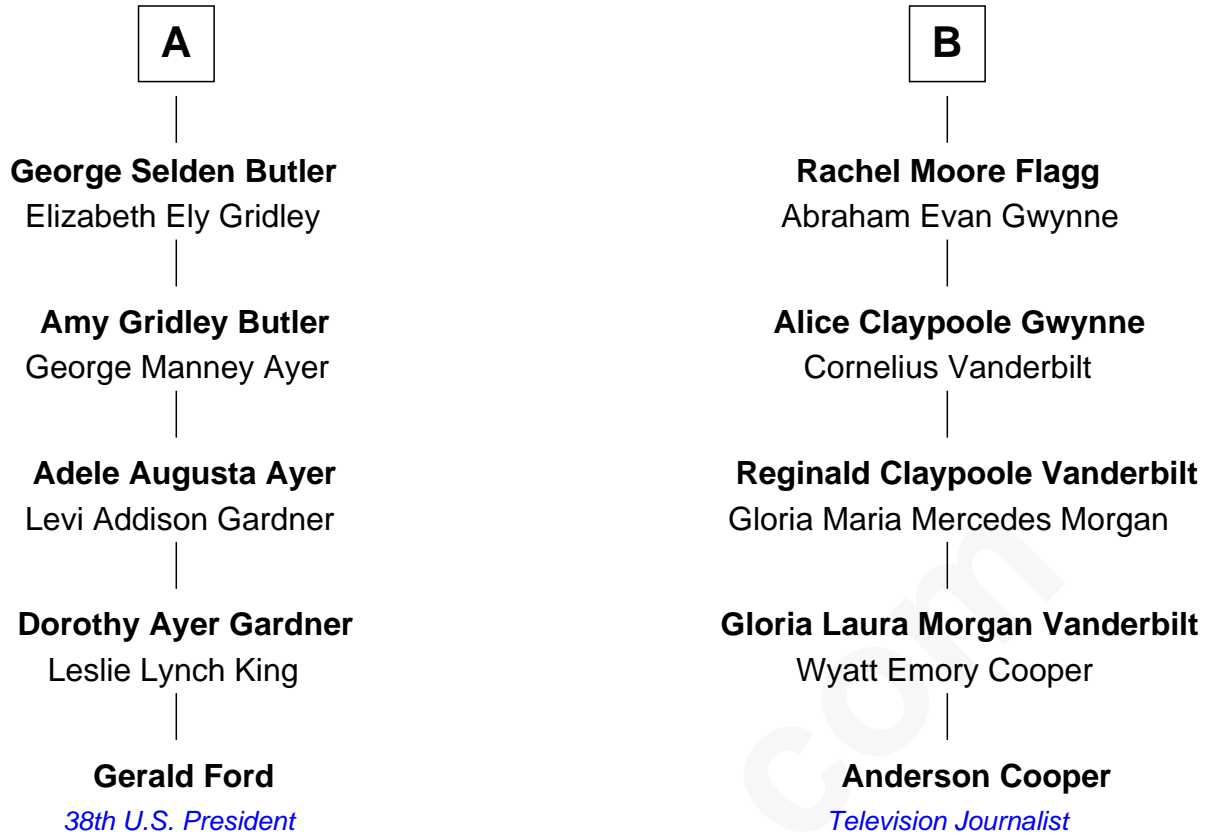 A
George Selden Butler
Elizabeth Ely Gridley
Amy Gridley Butler
George Manney Ayer
Adele Augusta Ayer
Levi Addison Gardner
Dorothy Ayer Gardner
Leslie Lynch King
Gerald Ford
38th U.S. President
B
Rachel Moore Flagg
Abraham Evan Gwynne
Alice Claypoole Gwynne
Cornelius Vanderbilt
Reginald Claypoole Vanderbilt
Gloria Maria Mercedes Morgan
Gloria Laura Morgan Vanderbilt
Wyatt Emory Cooper
Anderson Cooper
Television Journalist
com